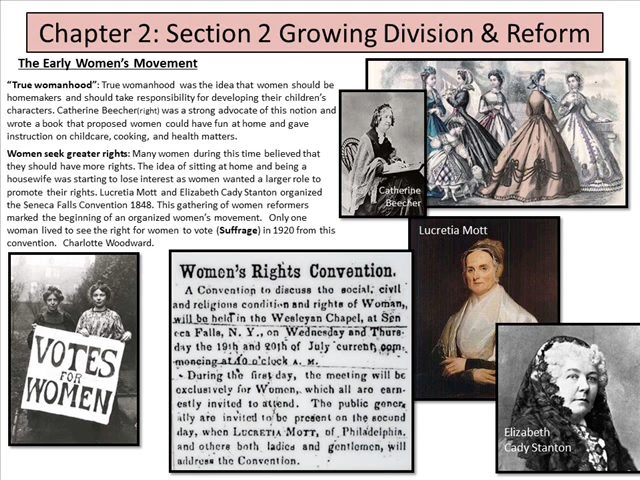 Chapter 2: Section 2 Growing Division & Reform
The Early Women's Movement
"True womanhood": True womanhood was the idea that women should be
homemakers and should take responsibility for developing their children's
characters. Catherine Beecher(right) was a strong advocate of this notion and
wrote a book that proposed women could have fun at home and gave
instruction on childcare, cooking, and health matters.
Women seek greater rights: Many women during this time believed that
they should have more rights. The idea of sitting at home and being a
housewife was starting to lose interest as women wanted a larger role to
promote their rights. Lucretia Mott and Elizabeth Cady Stanton organized
the Seneca Falls Convention 1848. This gathering of women reformers
marked the beginning of an organized women's movement. Only one
woman lived to see the right for women to vote (Suffrage) in 1920 from this
convention. Charlotte Woodward.
Catherine
Beecher
Lucretia Mott
VOTES
FOR
WOMEN
Women's Rights Convention.
A Convention to discuss the social, civil
and religious condition and rights of Woman,
will be held in the Wesleyan Chapel, at Sen
eca Falls, N. Y., on Wednesday and Thurs
day the 19th and 20th of July current, com
mencing at 10 o'clock A. M.
During the first day, the meeting will be
exclusively for Women, which all are earn
estly invited to attend. The public gener
ally are invited to be present on the second
day, when LUCRETIA MOTT, of Philadelphia,
and others both ladies and gentlemen, will
address the Convention.
Elizabeth
Cady Stanton